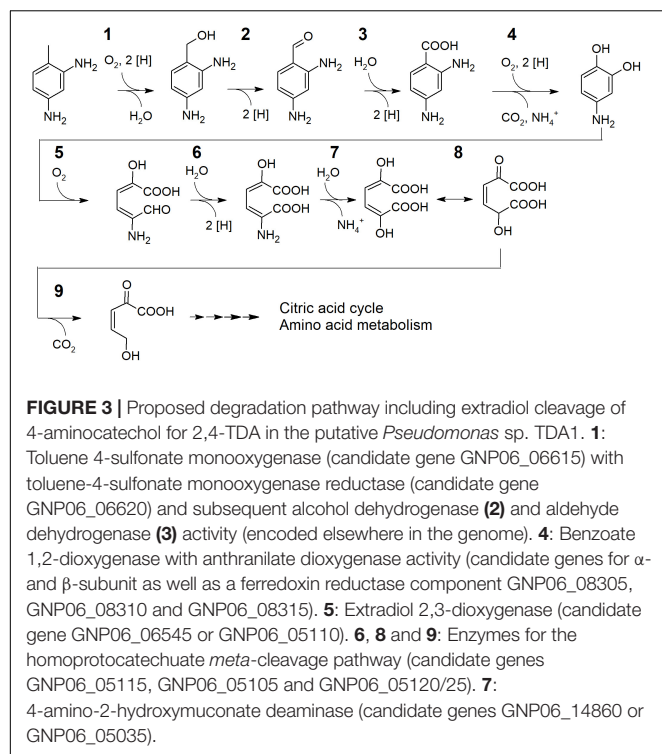 1 2 3 4
OH O COOH OH
O₂, 2 [H] H₂O O₂, 2 [H] OH
NH₂ NH₂ NH₂ NH₂
H₂O 2 [H] 2 [H] CO₂, NH₄⁺
NH₂ NH₂ NH₂ NH₂ NH₂
5 6 7 8
O₂ OH H₂O OH H₂O OH O
COOH COOH COOH COOH
CHO COOH COOH COOH
NH₂ 2 [H] NH₂ NH₄⁺ OH OH
9
O
COOH
CO₂ OH
Citric acid cycle
Amino acid metabolism
FIGURE 3 | Proposed degradation pathway including extradiol cleavage of
4-aminocatechol for 2,4-TDA in the putative Pseudomonas sp. TDA1. 1:
Toluene 4-sulfonate monooxygenase (candidate gene GNP06_06615) with
toluene-4-sulfonate monooxygenase reductase (candidate gene
GNP06_06620) and subsequent alcohol dehydrogenase (2) and aldehyde
dehydrogenase (3) activity (encoded elsewhere in the genome). 4: Benzoate
1,2-dioxygenase with anthranilate dioxygenase activity (candidate genes for α-
and β-subunit as well as a ferredoxin reductase component GNP06_08305,
GNP06_08310 and GNP06_08315). 5: Extradiol 2,3-dioxygenase (candidate
gene GNP06_06545 or GNP06_05110). 6, 8 and 9: Enzymes for the
homoprotocatechuate meta-cleavage pathway (candidate genes
GNP06_05115, GNP06_05105 and GNP06_05120/25). 7:
4-amino-2-hydroxymuconate deaminase (candidate genes GNP06_14860 or
GNP06_05035).